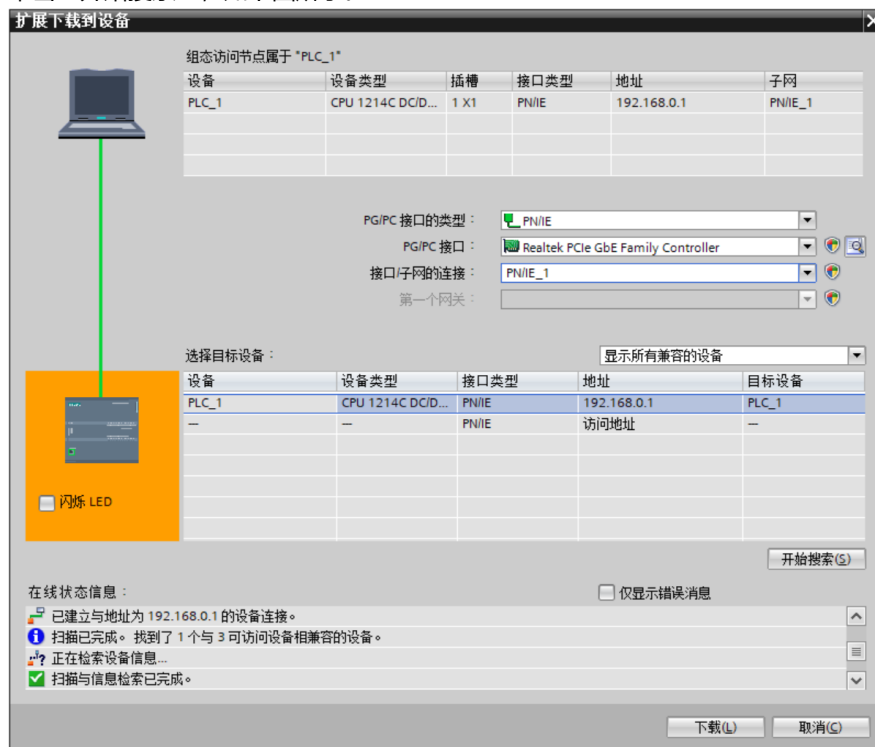 扩展下载到设备
组态访问节点属于 "PLC_1"
设备 设备类型 插槽 接口类型 地址 子网
PLC_1 CPU 1214C DC/D... 1 X1 PN/IE 192.168.0.1 PN/IE_1
PG/PC 接口的类型： PN/IE
PG/PC 接口： Realtek PCIe GbE Family Controller
接口/子网的连接： PN/IE_1
第一个网关：
选择目标设备： 显示所有兼容的设备
设备 设备类型 接口类型 地址 目标设备
PLC_1 CPU 1214C DC/D... PN/IE 192.168.0.1 PLC_1
— — PN/IE 访问地址 —
闪烁 LED
开始搜索(S)
在线状态信息： 仅显示错误消息
已建立与地址为 192.168.0.1 的设备连接。
扫描已完成。找到了 1 个与 3 可访问设备相兼容的设备。
正在检索设备信息...
扫描与信息检索已完成。
下载(L) 取消(C)